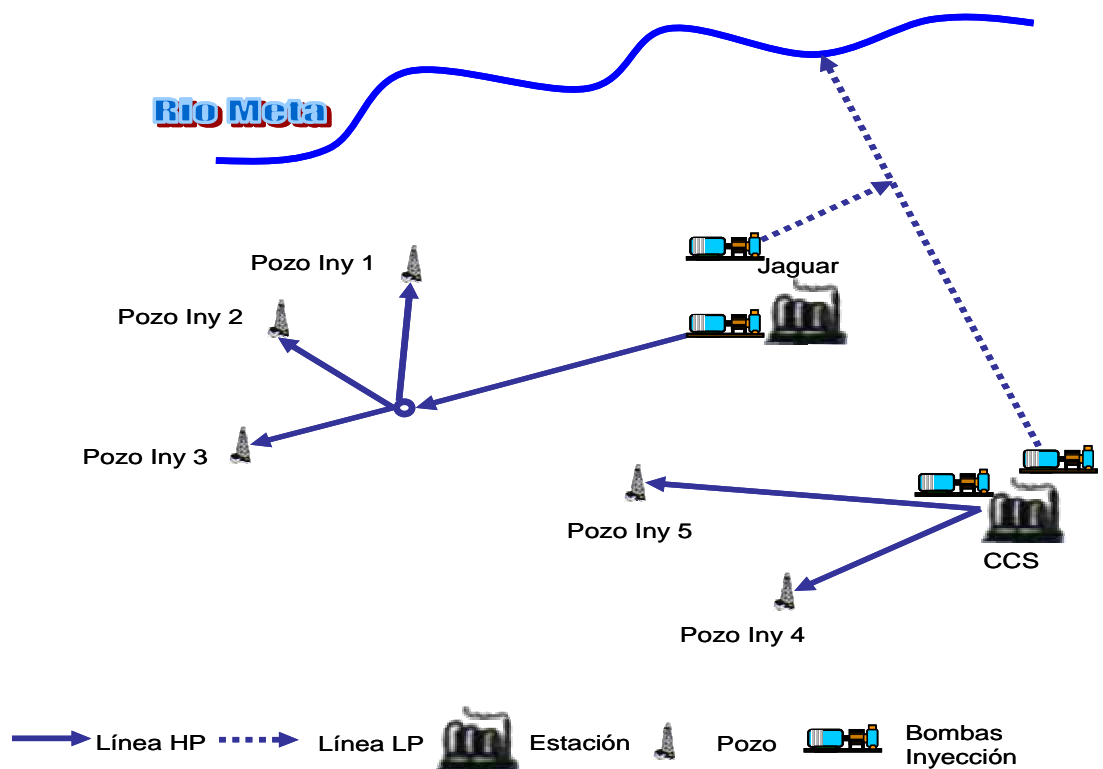 Rio Meta
Pozo Iny 1
Jaguar
Pozo Iny 2
Pozo Iny 3
Pozo Iny 5
CCS
Pozo Iny 4
Línea HP
Línea LP
Estación
Pozo
Bombas
Inyección